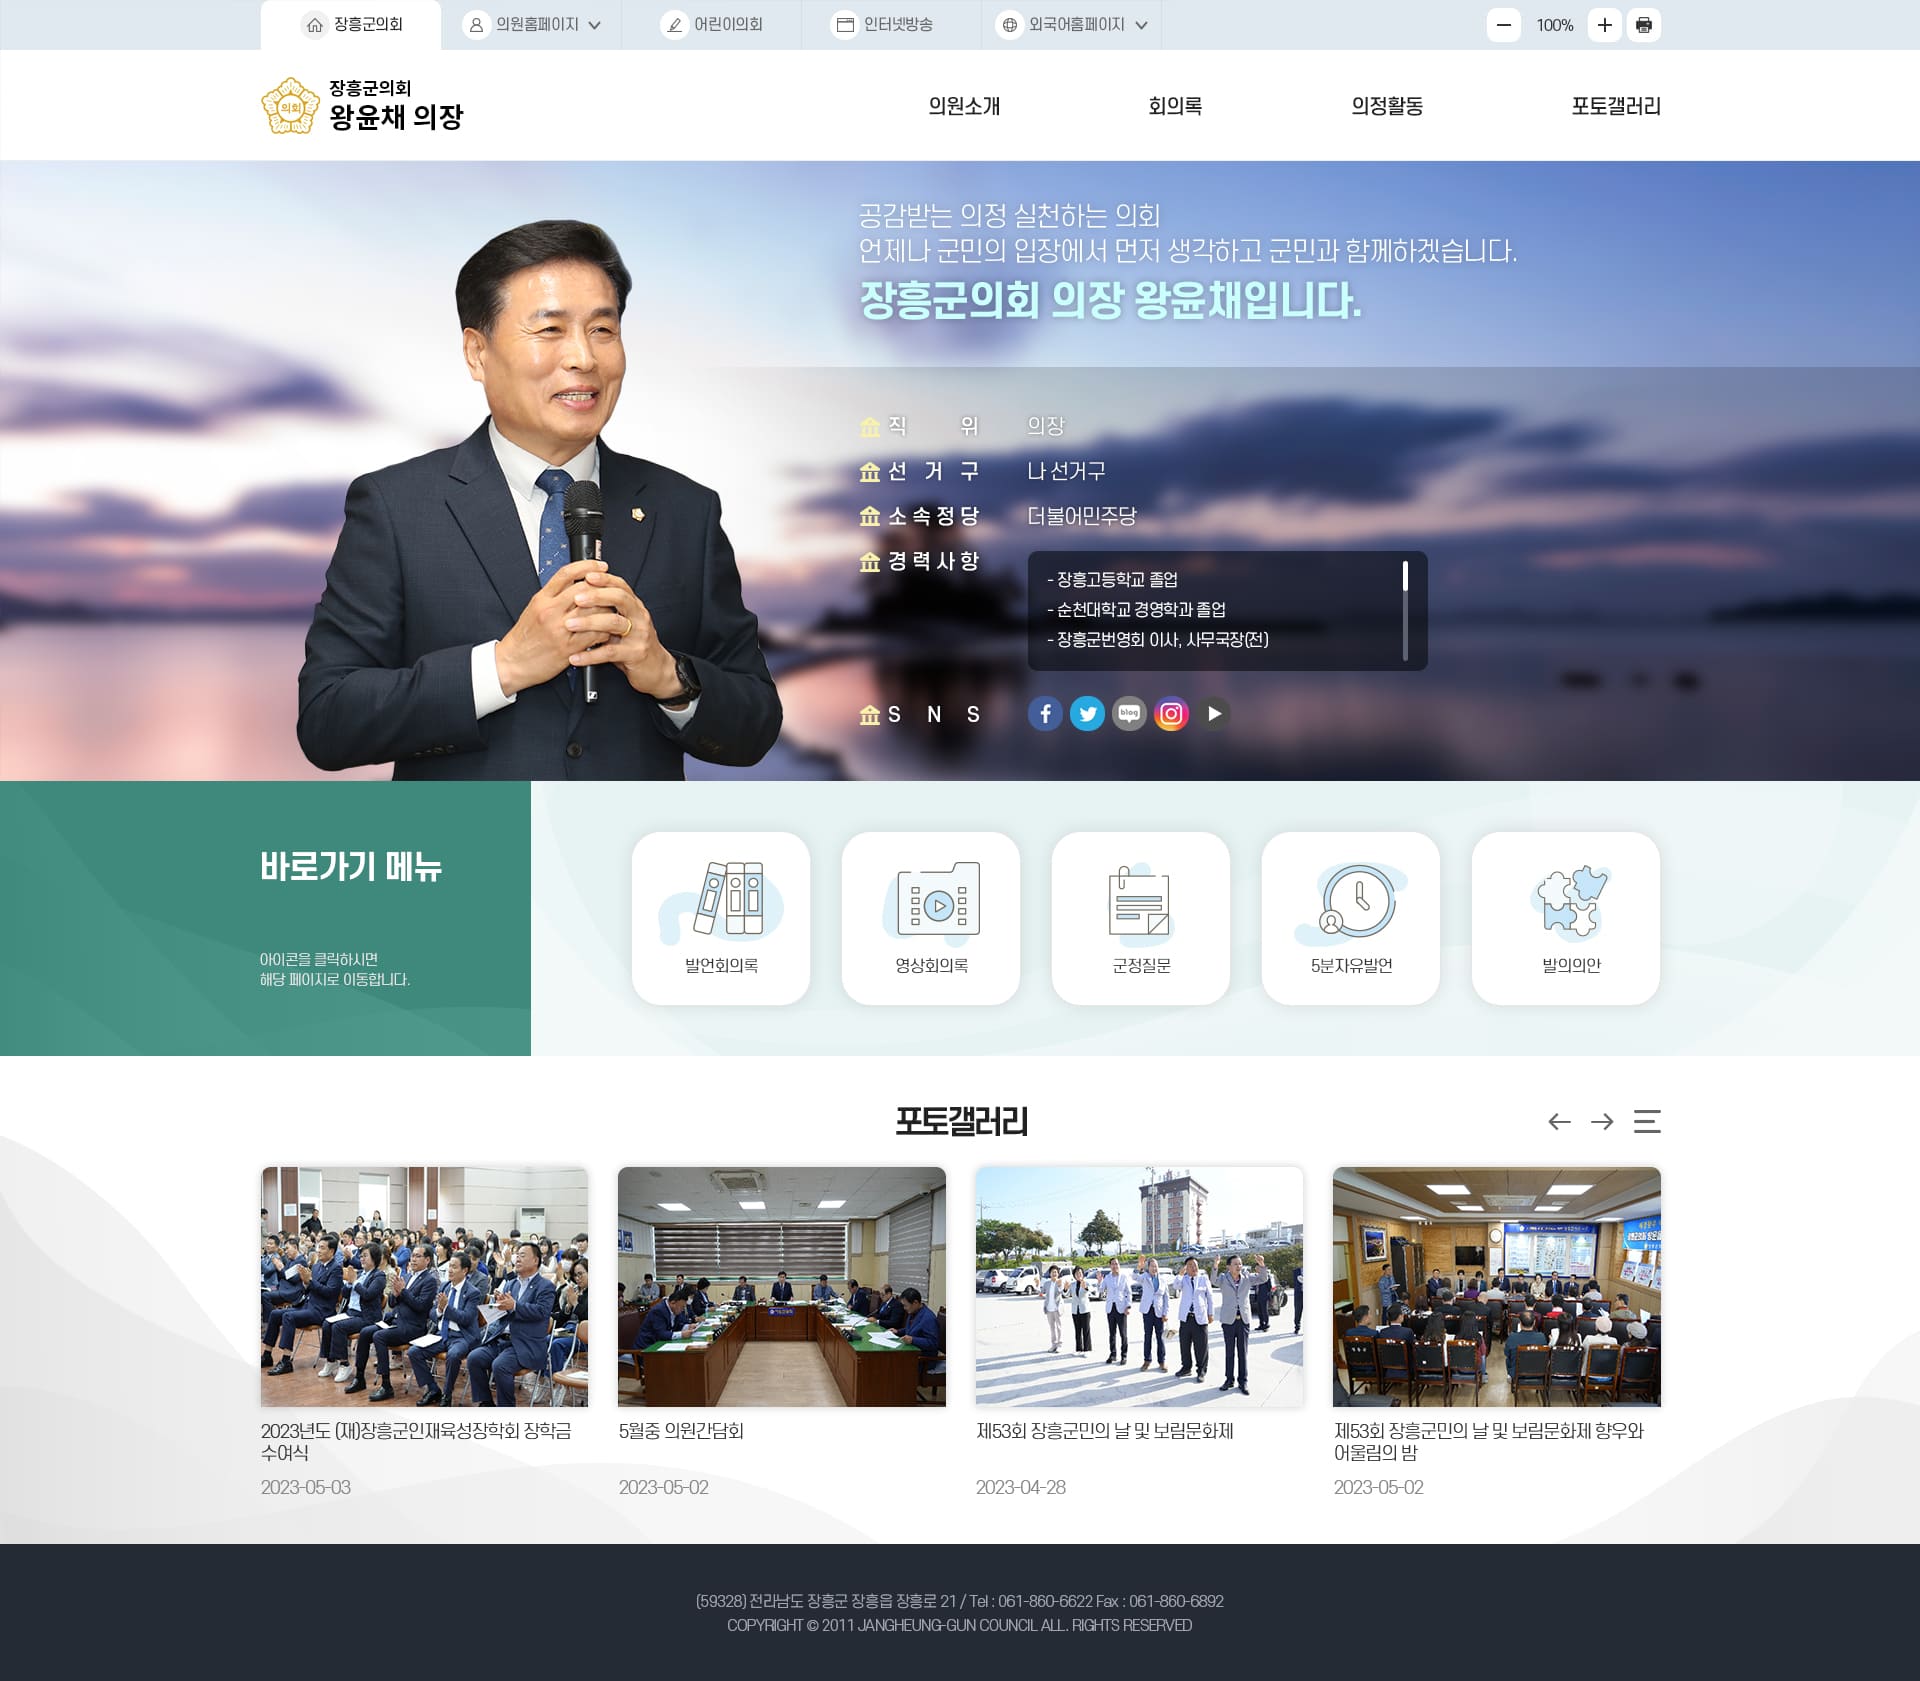 장흥군의회
의원홈페이지
어린이의회
인터넷방송
외국어홈페이지
100%
의회
장흥군의회
왕윤채 의장
의원소개
회의록
의정활동
포토갤러리
공감받는 의정 실천하는 의회
언제나 군민의 입장에서 먼저 생각하고 군민과 함께하겠습니다.
장흥군의회 의장 왕윤채입니다.
직 위 의장
선 거 구 나 선거구
소속정당 더불어민주당
경력사항
- 장흥고등학교 졸업
- 순천대학교 경영학과 졸업
- 장흥군번영회 이사, 사무국장(전)
S N S
blog
바로가기 메뉴
아이콘을 클릭하시면
해당 페이지로 이동합니다.
발언회의록
영상회의록
군정질문
5분자유발언
발의의안
포토갤러리
2023년도 (재)장흥군인재육성장학회 장학금
수여식
2023-05-03
5월중 의원간담회
2023-05-02
제53회 장흥군민의 날 및 보림문화제
2023-04-28
제53회 장흥군민의 날 및 보림문화제 향우와
어울림의 밤
2023-05-02
(59328) 전라남도 장흥군 장흥읍 장흥로 21 / Tel : 061-860-6622 Fax : 061-860-6892
COPYRIGHT © 2011 JANGHEUNG-GUN COUNCIL ALL. RIGHTS RESERVED